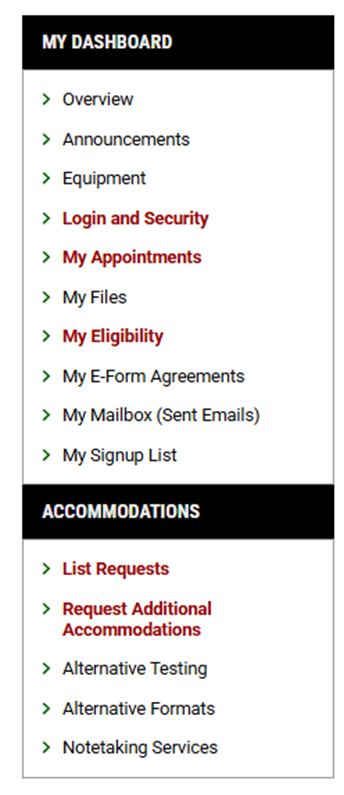 MY DASHBOARD
Overview
Announcements
Equipment
Login and Security
My Appointments
My Files
My Eligibility
My E-Form Agreements
My Mailbox (Sent Emails)
My Signup List
ACCOMMODATIONS
List Requests
Request Additional
Accommodations
Alternative Testing
Alternative Formats
Notetaking Services